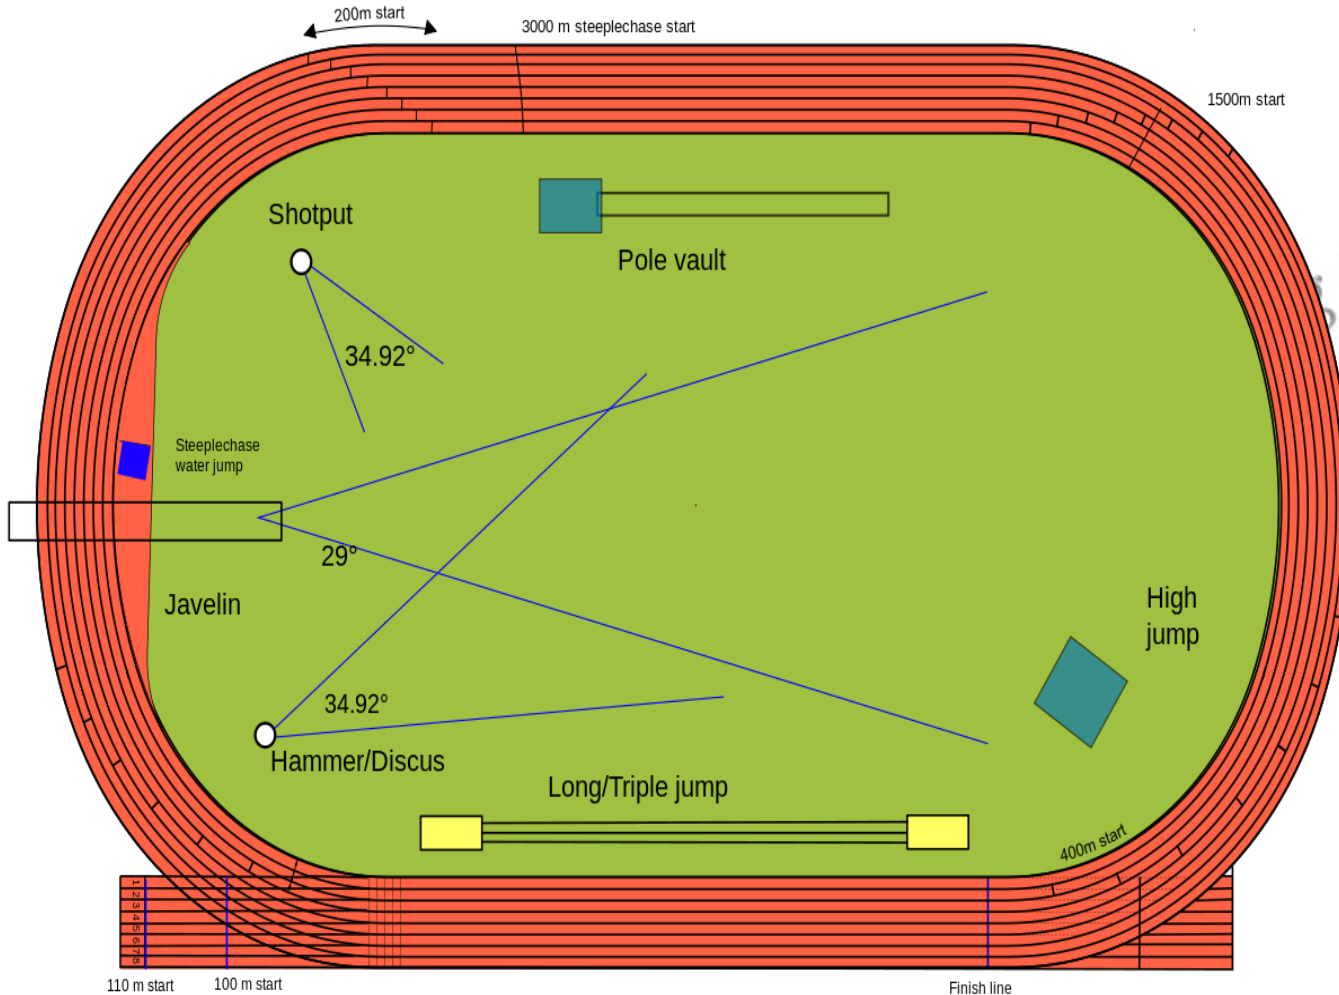 200m start
3000 m steeplechase start
1500m start
Shotput
Pole vault
34.92°
Steeplechase
water jump
29°
Javelin
High
jump
34.92°
Hammer/Discus
Long/Triple jump
400m start
1
2
3
4
5
6
7
8
110 m start
100 m start
Finish line